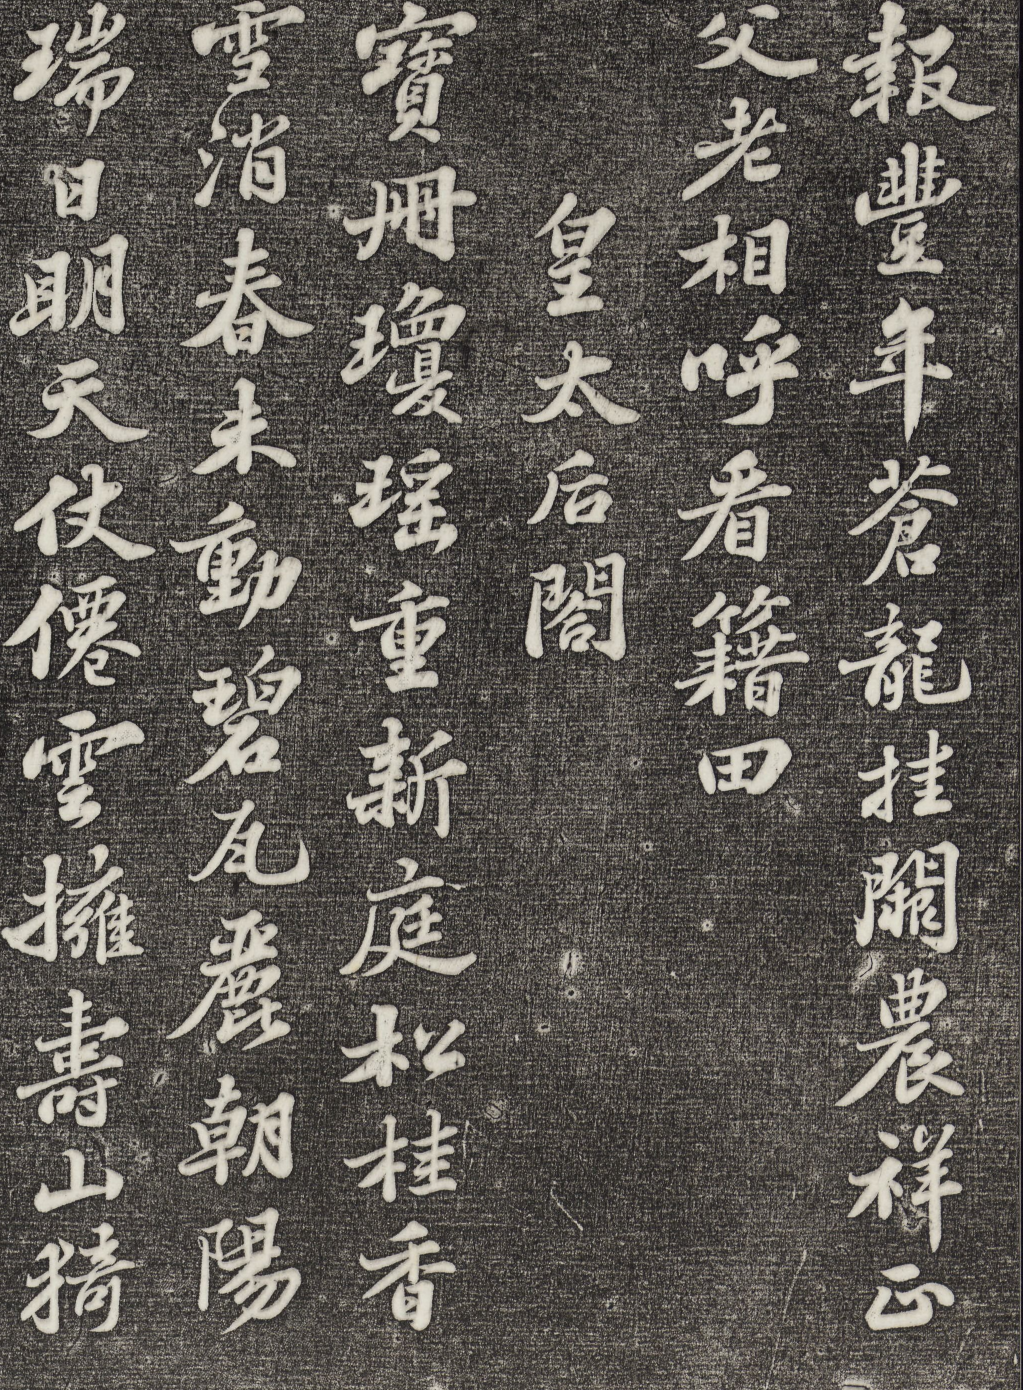 報豐年蒼龍挂闕農祥正
父老相呼看籍田
皇太后閤
寶冊瓊瑤重新庭松桂香
雪消春未動碧瓦麗朝陽
瑞日明天仗僊雲擁壽山猗